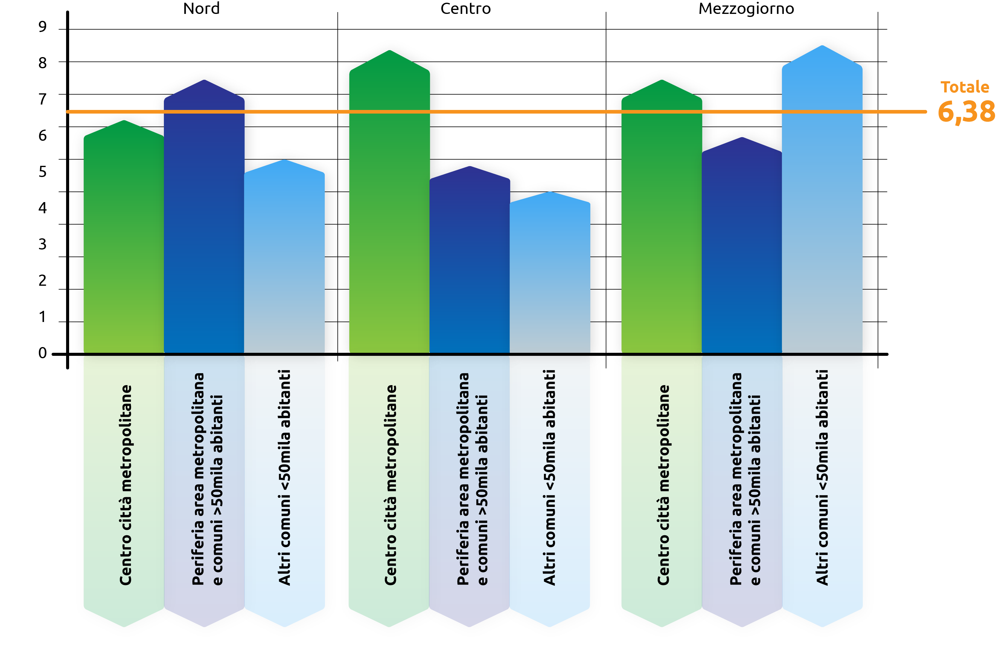 Nord
Centro
Mezzogiorno
9
8
7
6
5
4
3
2
1
0
Totale
6,38
Centro città metropolitane
Periferia area metropolitana
e comuni >50mila abitanti
Altri comuni <50mila abitanti
Centro città metropolitane
Periferia area metropolitana
e comuni >50mila abitanti
Altri comuni <50mila abitanti
Centro città metropolitane
Periferia area metropolitana
e comuni >50mila abitanti
Altri comuni <50mila abitanti